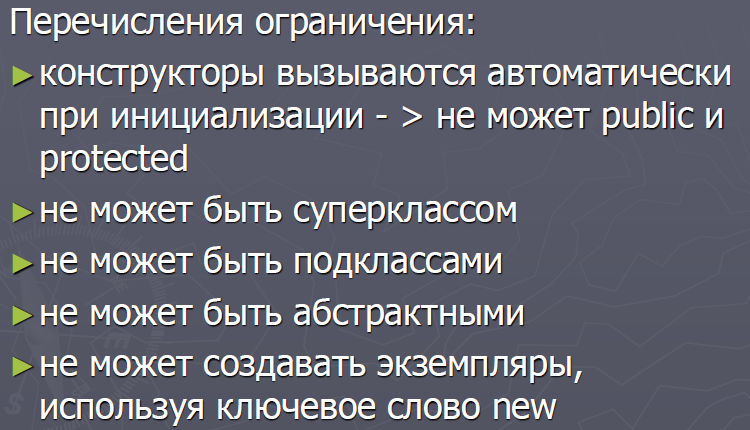 Перечисления ограничения:
►конструкторы вызываются автоматически
при инициализации - > не может public и
protected
►не может быть суперклассом
►не может быть подклассами
►не может быть абстрактными
►не может создавать экземпляры,
используя ключевое слово new